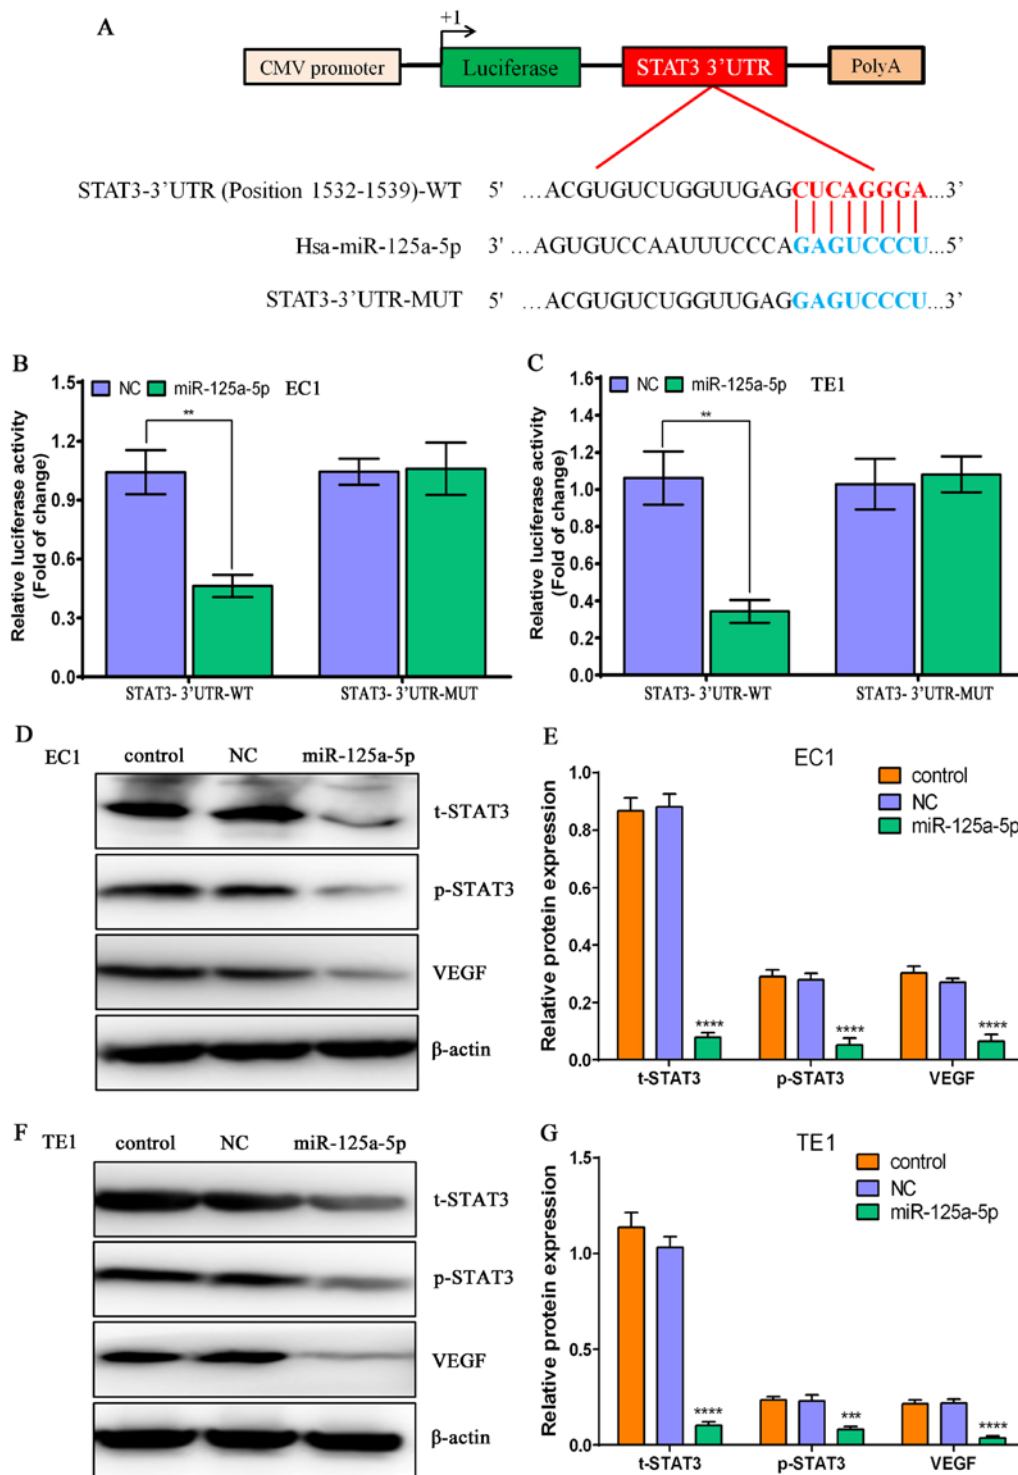 A
+1
CMV promoter
Luciferase
STAT3 3'UTR
PolyA
STAT3-3'UTR (Position 1532-1539)-WT 5' ...ACGUGUCUGGUUGAGCUCAGGGA...3'
Hsa-miR-125a-5p 3' ...AGUGUCCAAUUUCCCAGAGUCCCU...5'
STAT3-3'UTR-MUT 5' ...ACGUGUCUGGUUGAGGAGUCCCU...3'
B
NC miR-125a-5p EC1
Relative luciferase activity
(Fold of change)
1.5
1.2
0.9
0.6
0.3
0.0
**
STAT3- 3'UTR-WT STAT3- 3'UTR-MUT
C
NC miR-125a-5p TE1
Relative luciferase activity
(Fold of change)
1.6
1.4
1.2
1.0
0.8
0.6
0.4
0.2
0.0
**
STAT3- 3'UTR-WT STAT3- 3'UTR-MUT
D
EC1 control NC miR-125a-5p
t-STAT3
p-STAT3
VEGF
β-actin
E
EC1
control
NC
miR-125a-5p
Relative protein expression
1.0
0.8
0.6
0.4
0.2
0.0
**** **** ****
t-STAT3 p-STAT3 VEGF
F
TE1 control NC miR-125a-5p
t-STAT3
p-STAT3
VEGF
β-actin
G
TE1
control
NC
miR-125a-5p
Relative protein expression
1.5
1.0
0.5
0.0
**** *** ****
t-STAT3 p-STAT3 VEGF